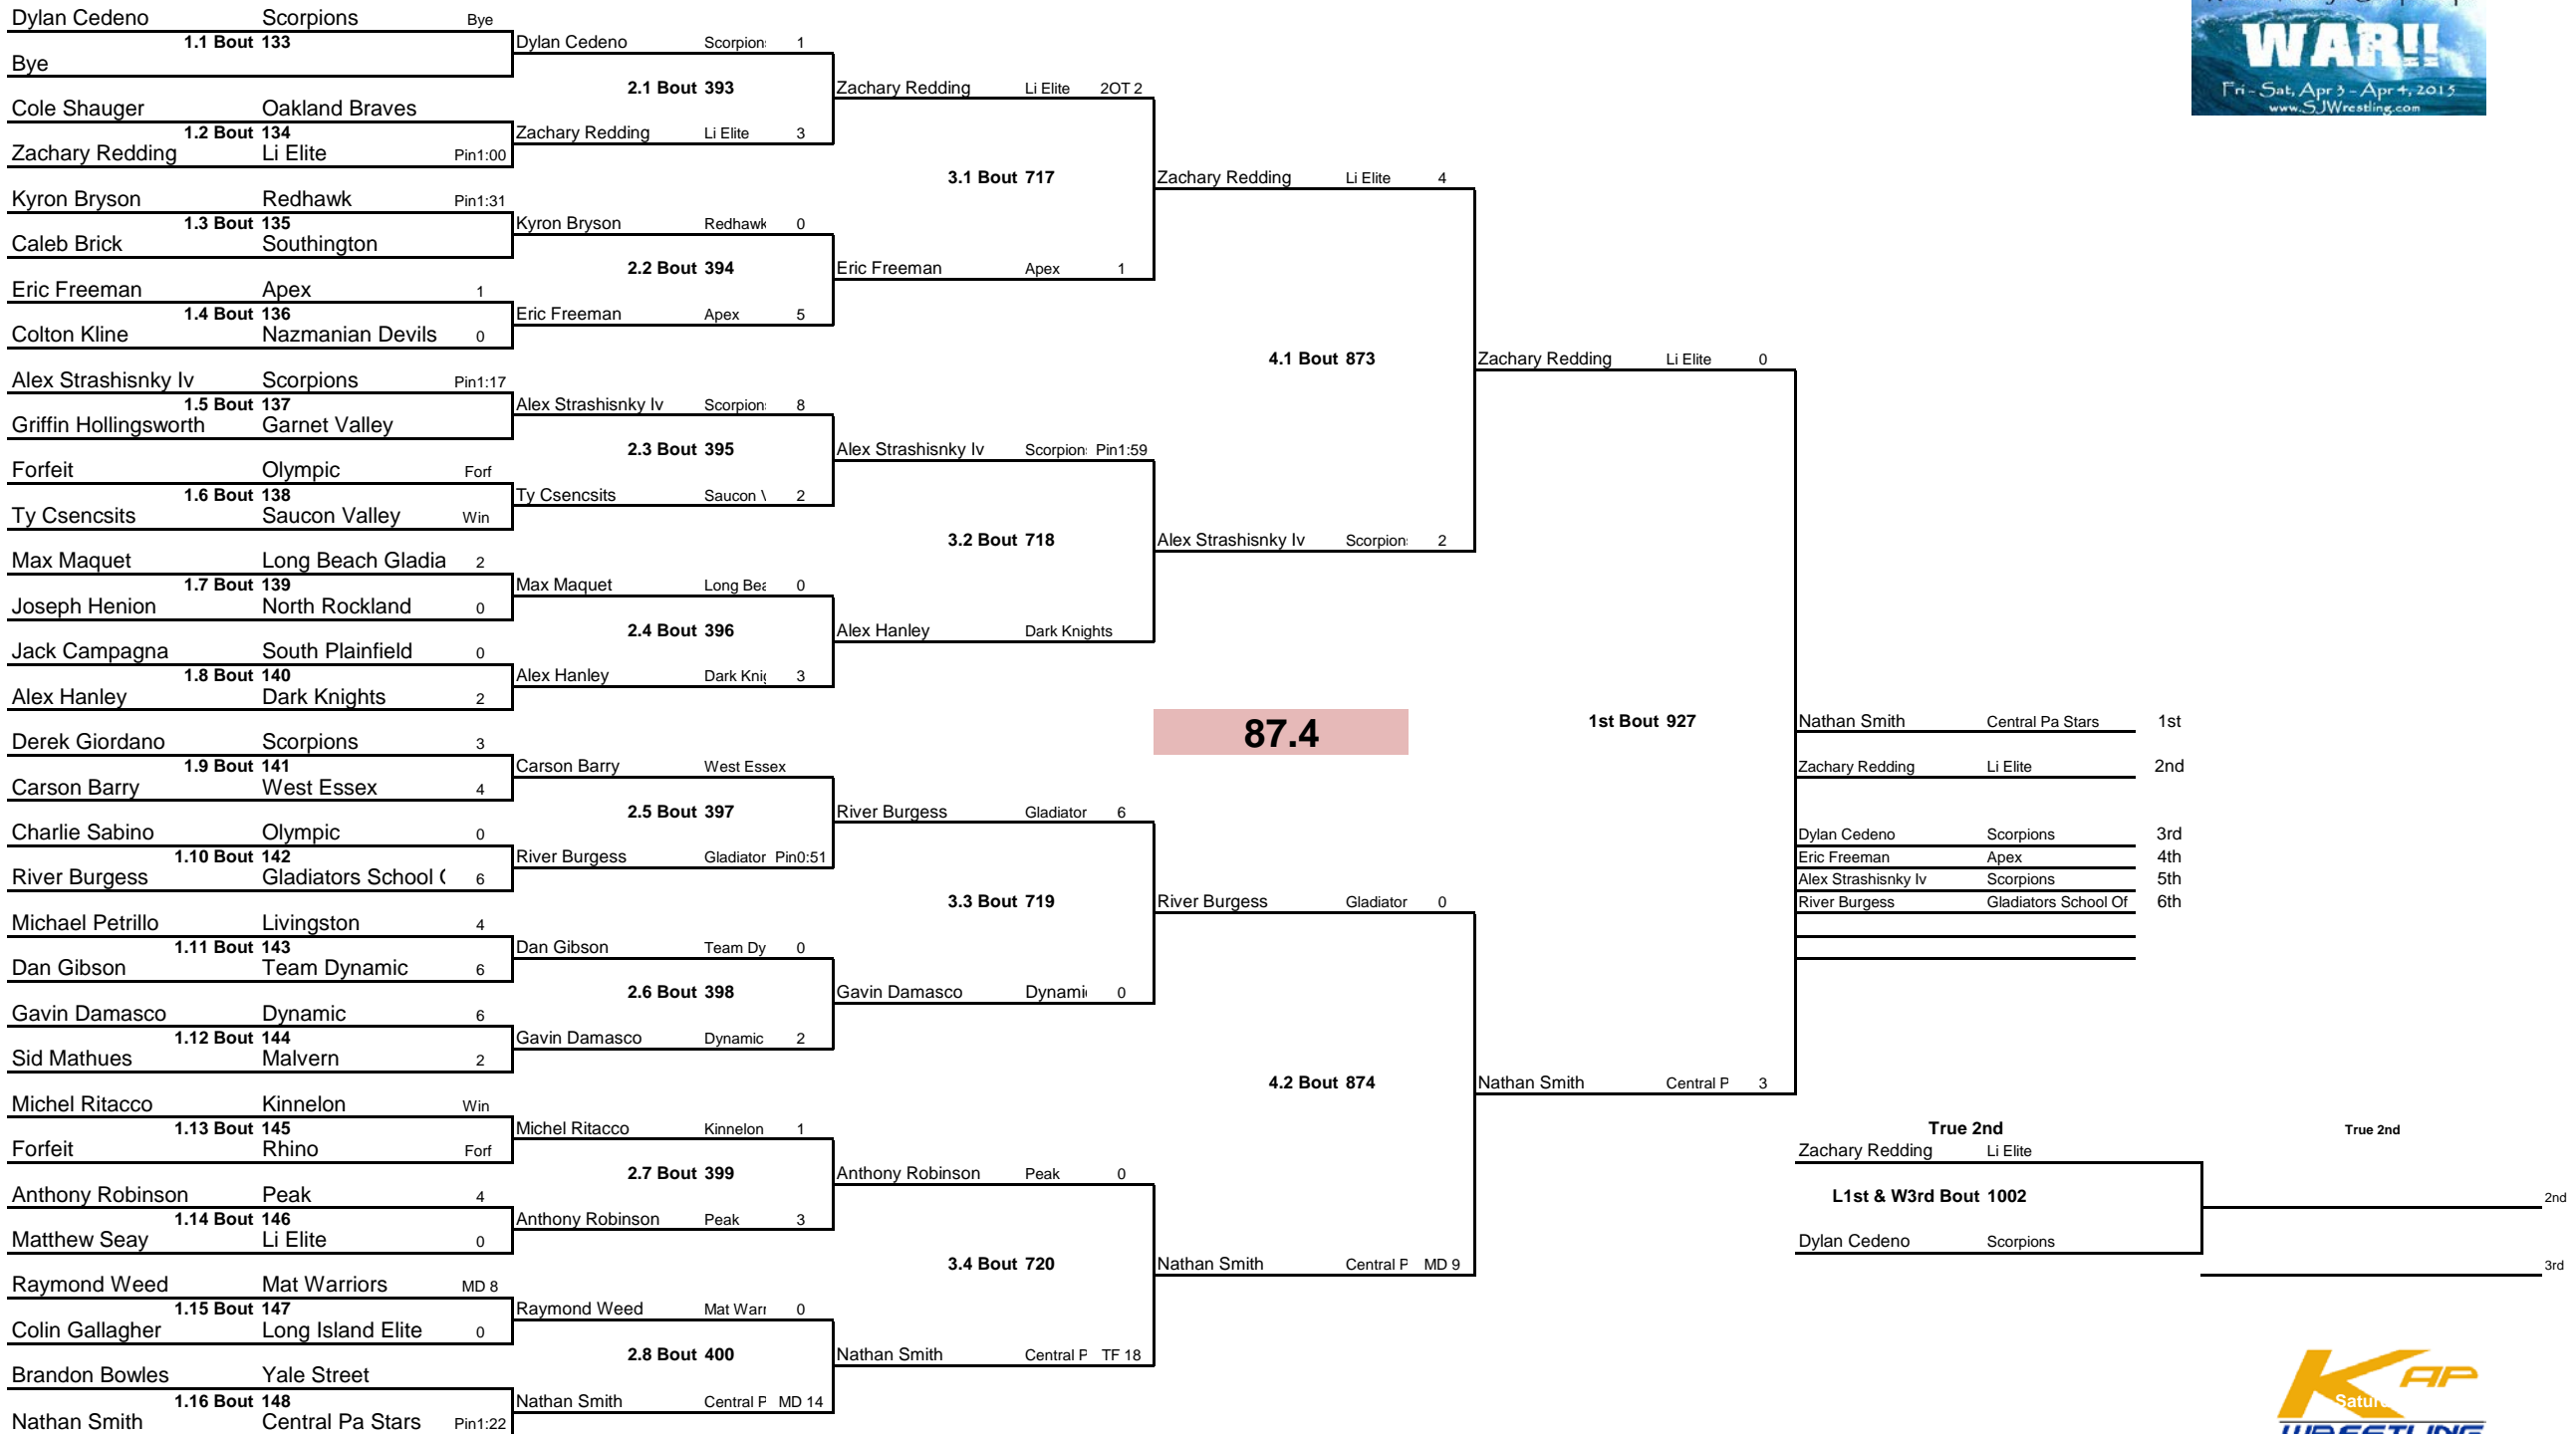 Dylan Cedeno Scorpions Bye
1.1 Bout 133
Bye
Cole Shauger Oakland Braves
1.2 Bout 134
Zachary Redding Li Elite Pin1:00
Kyron Bryson Redhawk Pin1:31
1.3 Bout 135
Caleb Brick Southington
Eric Freeman Apex 1
1.4 Bout 136
Colton Kline Nazmanian Devils 0
Alex Strashisnky Iv Scorpions Pin1:17
1.5 Bout 137
Griffin Hollingsworth Garnet Valley
Forfeit Olympic Forf
1.6 Bout 138
Ty Csencsits Saucon Valley Win
Max Maquet Long Beach Gladia 2
1.7 Bout 139
Joseph Henion North Rockland 0
Jack Campagna South Plainfield 0
1.8 Bout 140
Alex Hanley Dark Knights 2
Derek Giordano Scorpions 3
1.9 Bout 141
Carson Barry West Essex 4
Charlie Sabino Olympic 0
1.10 Bout 142
River Burgess Gladiators School 6
Michael Petrillo Livingston 4
1.11 Bout 143
Dan Gibson Team Dynamic 6
Gavin Damasco Dynamic 6
1.12 Bout 144
Sid Mathues Malvern 2
Michel Ritacco Kinnelon Win
1.13 Bout 145
Forfeit Rhino Forf
Anthony Robinson Peak 4
1.14 Bout 146
Matthew Seay Li Elite 0
Raymond Weed Mat Warriors MD 8
1.15 Bout 147
Colin Gallagher Long Island Elite 0
Brandon Bowles Yale Street
1.16 Bout 148
Nathan Smith Central Pa Stars Pin1:22
Dylan Cedeno Scorpion 1
2.1 Bout 393
Zachary Redding Li Elite 3
Kyron Bryson Redhawk 0
2.2 Bout 394
Eric Freeman Apex 5
Alex Strashisnky Iv Scorpion 8
2.3 Bout 395
Ty Csencsits Saucon 2
Max Maquet Long Bea 0
2.4 Bout 396
Alex Hanley Dark Kni 3
Carson Barry West Essex
2.5 Bout 397
River Burgess Gladiator Pin0:51
Dan Gibson Team Dy 0
2.6 Bout 398
Gavin Damasco Dynamic 2
Michel Ritacco Kinnelon 1
2.7 Bout 399
Anthony Robinson Peak 3
Raymond Weed Mat Warr 0
2.8 Bout 400
Nathan Smith Central P MD 14
Zachary Redding Li Elite 2OT 2
3.1 Bout 717
Eric Freeman Apex 1
Alex Strashisnky Iv Scorpion Pin1:59
3.2 Bout 718
Alex Hanley Dark Knights
River Burgess Gladiator 6
3.3 Bout 719
Gavin Damasco Dynami 0
Anthony Robinson Peak 0
3.4 Bout 720
Nathan Smith Central P TF 18
Zachary Redding Li Elite 4
4.1 Bout 873
Alex Strashisnky Iv Scorpion 2
87.4
River Burgess Gladiator 0
4.2 Bout 874
Nathan Smith Central P MD 9
Zachary Redding Li Elite 0
1st Bout 927
Nathan Smith Central P 3
WAR!!
Fri - Sat, Apr 3 - Apr 4, 2015
www.SJWrestling.com
Nathan Smith Central Pa Stars 1st
Zachary Redding Li Elite 2nd
Dylan Cedeno Scorpions 3rd
Eric Freeman Apex 4th
Alex Strashisnky Iv Scorpions 5th
River Burgess Gladiators School Of 6th
True 2nd True 2nd
Zachary Redding Li Elite
L1st & W3rd Bout 1002
2nd
Dylan Cedeno Scorpions
3rd
KAP
Satur
WRESTLING